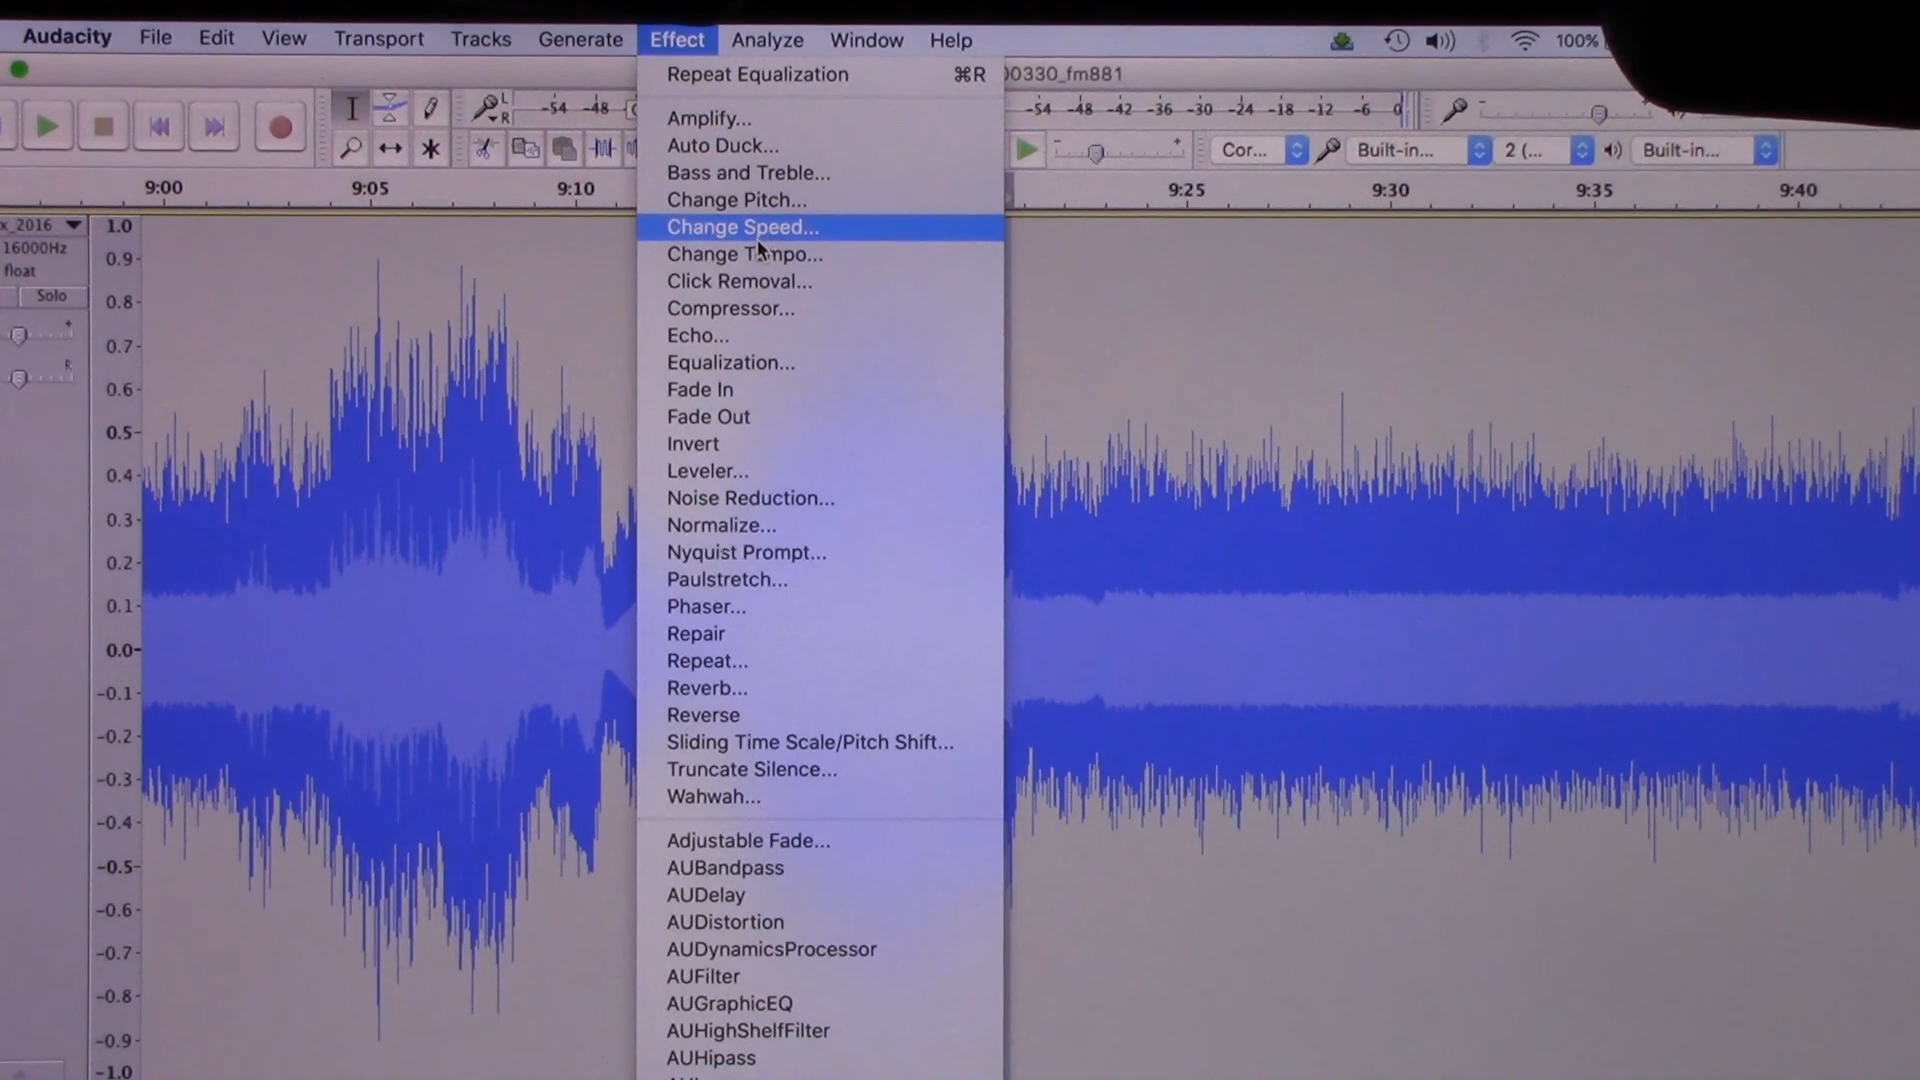 Audacity File Edit View Transport Tracks Generate Effect Analyze Window Help 100%
Repeat Equalization ⌘R
00330_fm881
L
R
-54 -48
-54 -48 -42 -36 -30 -24 -18 -12 -6 0
- +
Cor... Built-in... 2 (... Built-in...
9:00 9:05 9:10 9:25 9:30 9:35 9:40
x_2016
16000Hz
float
Solo
+
R
1.0
0.9
0.8
0.7
0.6
0.5
0.4
0.3
0.2
0.1
0.0
-0.1
-0.2
-0.3
-0.4
-0.5
-0.6
-0.7
-0.8
-0.9
-1.0
Amplify...
Auto Duck...
Bass and Treble...
Change Pitch...
Change Speed...
Change Tempo...
Click Removal...
Compressor...
Echo...
Equalization...
Fade In
Fade Out
Invert
Leveler...
Noise Reduction...
Normalize...
Nyquist Prompt...
Paulstretch...
Phaser...
Repair
Repeat...
Reverb...
Reverse
Sliding Time Scale/Pitch Shift...
Truncate Silence...
Wahwah...
Adjustable Fade...
AUBandpass
AUDelay
AUDistortion
AUDynamicsProcessor
AUFilter
AUGraphicEQ
AUHighShelfFilter
AUHipass